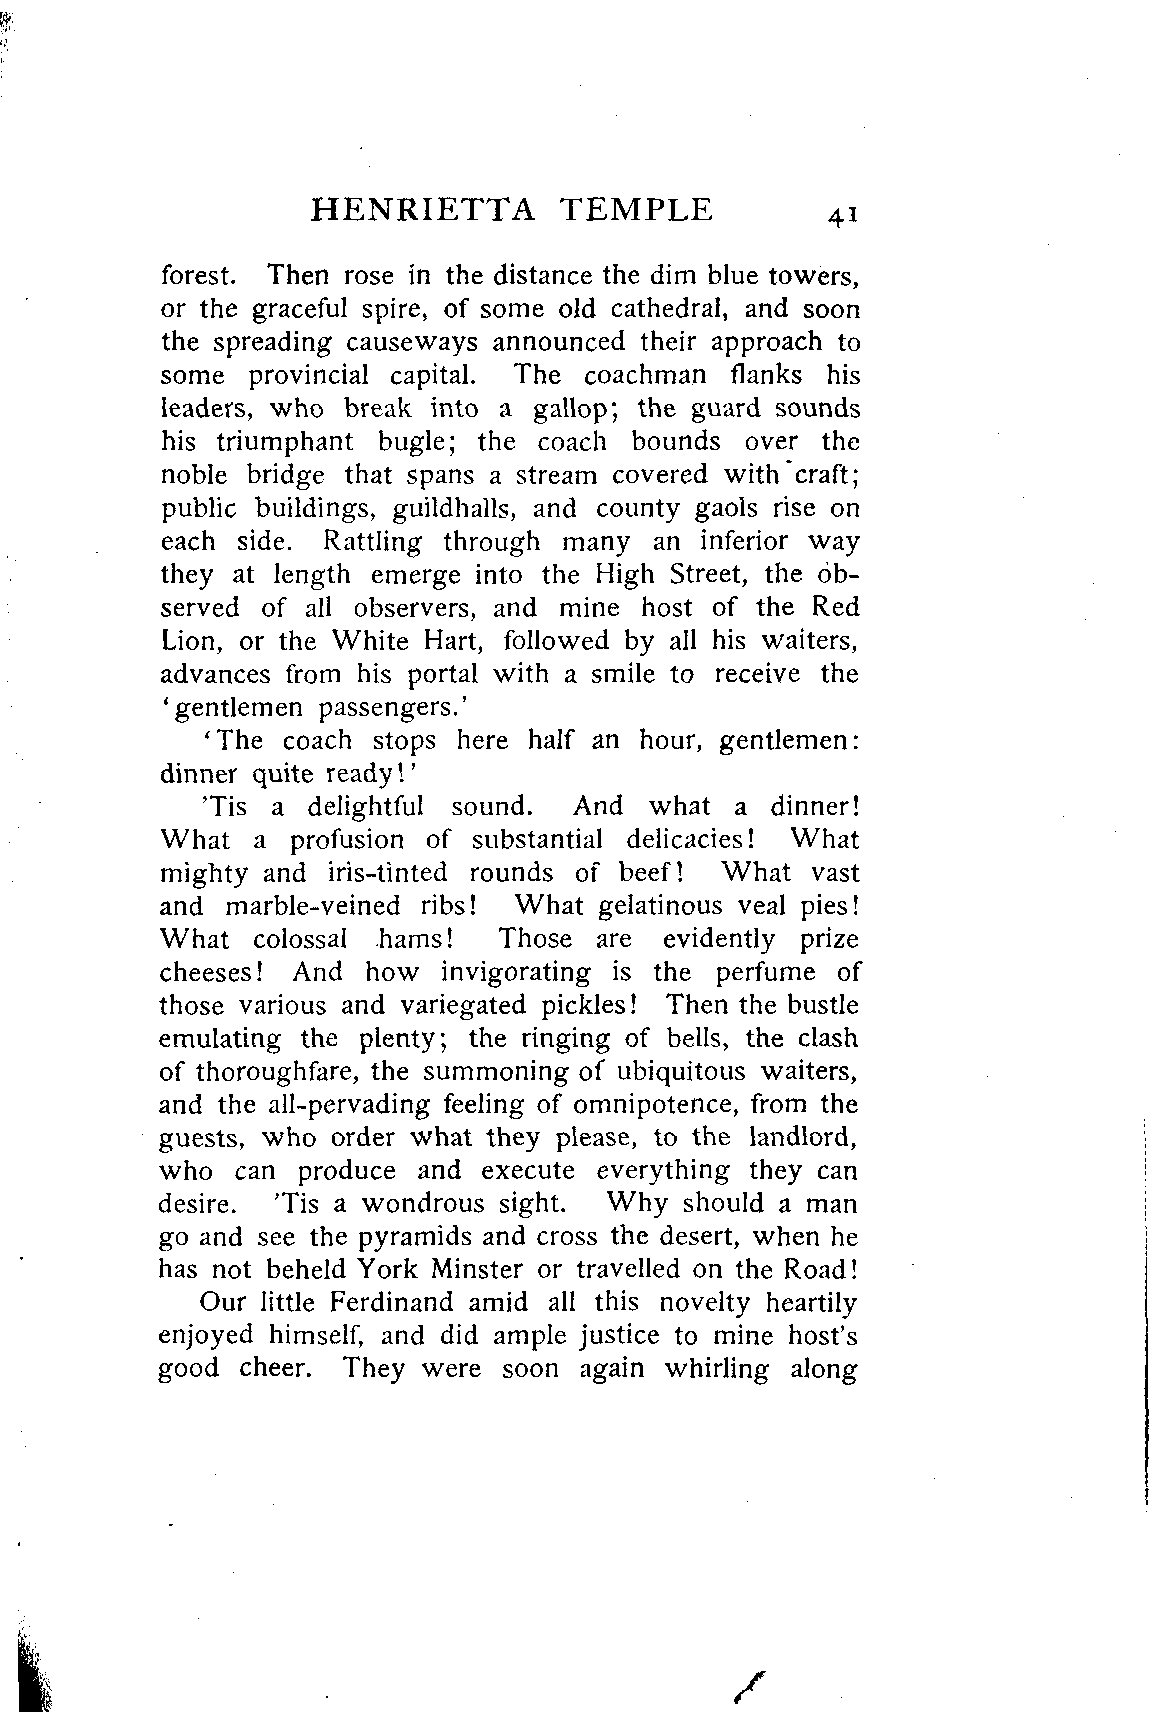 HENRIETTA TEMPLE 41
forest. Then rose in the distance the dim blue towers,
or the graceful spire, of some old cathedral, and soon
the spreading causeways announced their approach to
some provincial capital. The coachman flanks his
leaders, who break into a gallop; the guard sounds
his triumphant bugle; the coach bounds over the
noble bridge that spans a stream covered with craft;
public buildings, guildhalls, and county gaols rise on
each side. Rattling through many an inferior way
they at length emerge into the High Street, the ob-
served of all observers, and mine host of the Red
Lion, or the White Hart, followed by all his waiters,
advances from his portal with a smile to receive the
‘gentlemen passengers.’
‘The coach stops here half an hour, gentlemen:
dinner quite ready!’
’Tis a delightful sound. And what a dinner!
What a profusion of substantial delicacies! What
mighty and iris-tinted rounds of beef! What vast
and marble-veined ribs! What gelatinous veal pies!
What colossal hams! Those are evidently prize
cheeses! And how invigorating is the perfume of
those various and variegated pickles! Then the bustle
emulating the plenty; the ringing of bells, the clash
of thoroughfare, the summoning of ubiquitous waiters,
and the all-pervading feeling of omnipotence, from the
guests, who order what they please, to the landlord,
who can produce and execute everything they can
desire. ’Tis a wondrous sight. Why should a man
go and see the pyramids and cross the desert, when he
has not beheld York Minster or travelled on the Road!
Our little Ferdinand amid all this novelty heartily
enjoyed himself, and did ample justice to mine host’s
good cheer. They were soon again whirling along